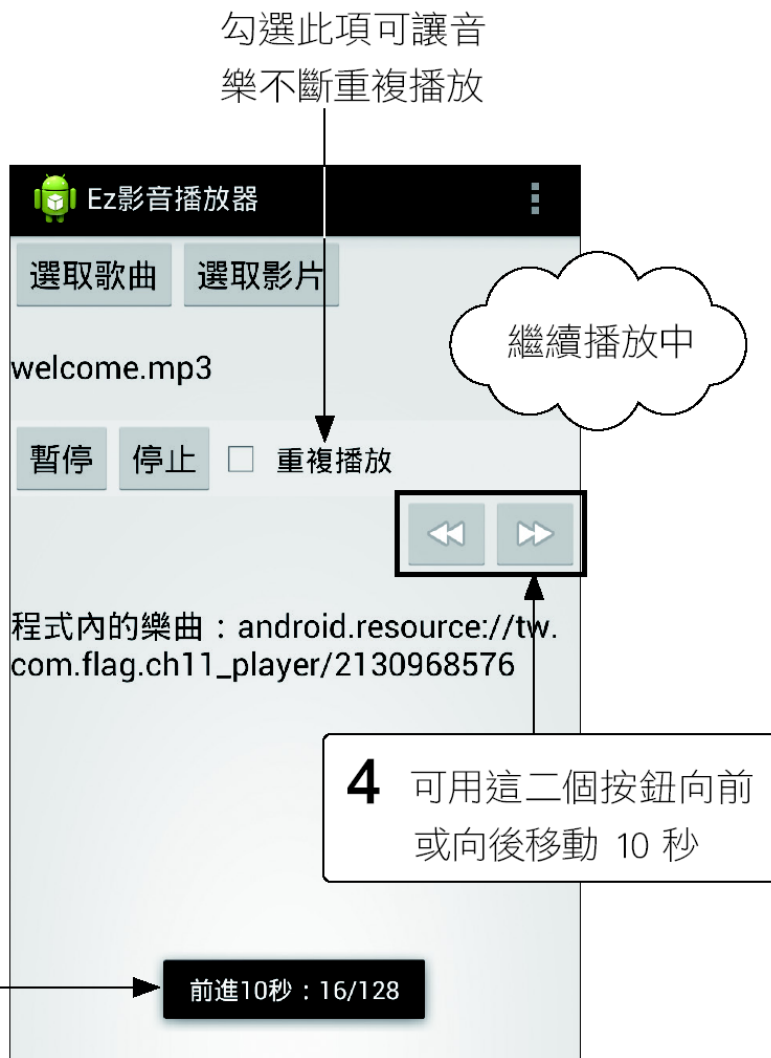 勾選此項可讓音
樂不斷重複播放
Ez影音播放器
選取歌曲 選取影片
繼續播放中
welcome.mp3
暫停 停止 重複播放
程式內的樂曲：android.resource://tw.
com.flag.ch11_player/2130968576
4 可用這二個按鈕向前
或向後移動 10 秒
前進10秒：16/128